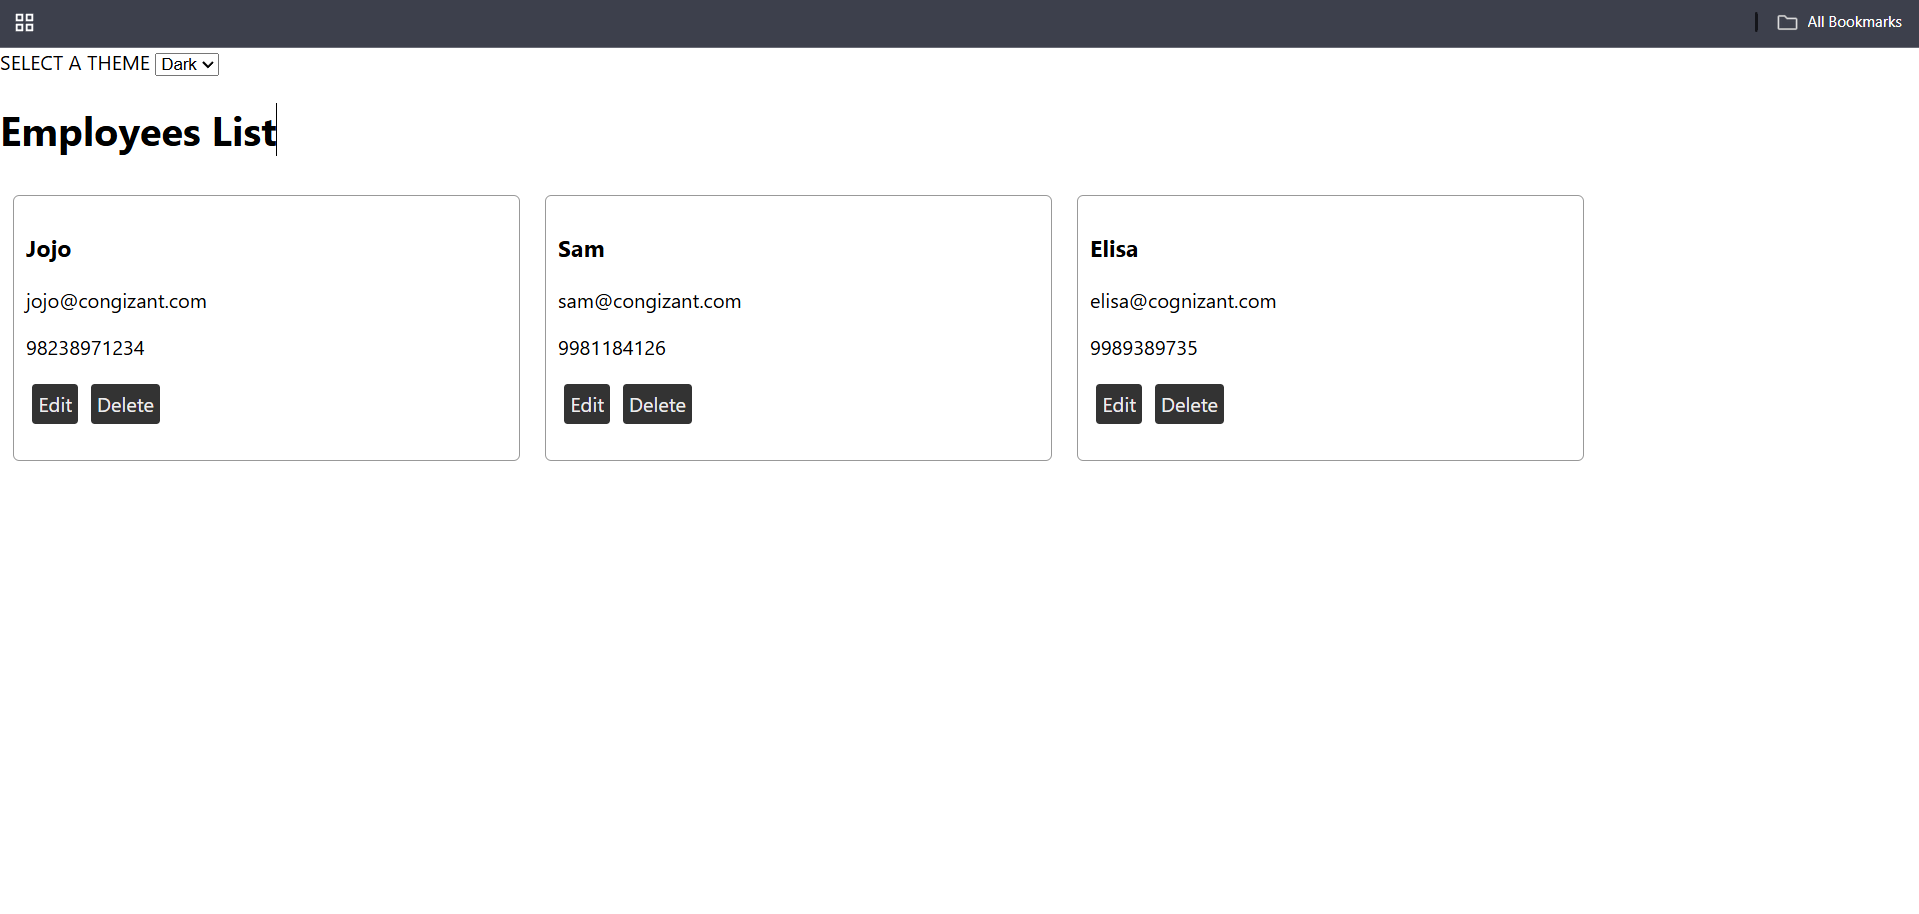 All Bookmarks
SELECT A THEME Dark
Employees List
Jojo
jojo@congizant.com
98238971234
Edit Delete
Sam
sam@congizant.com
9981184126
Edit Delete
Elisa
elisa@cognizant.com
9989389735
Edit Delete